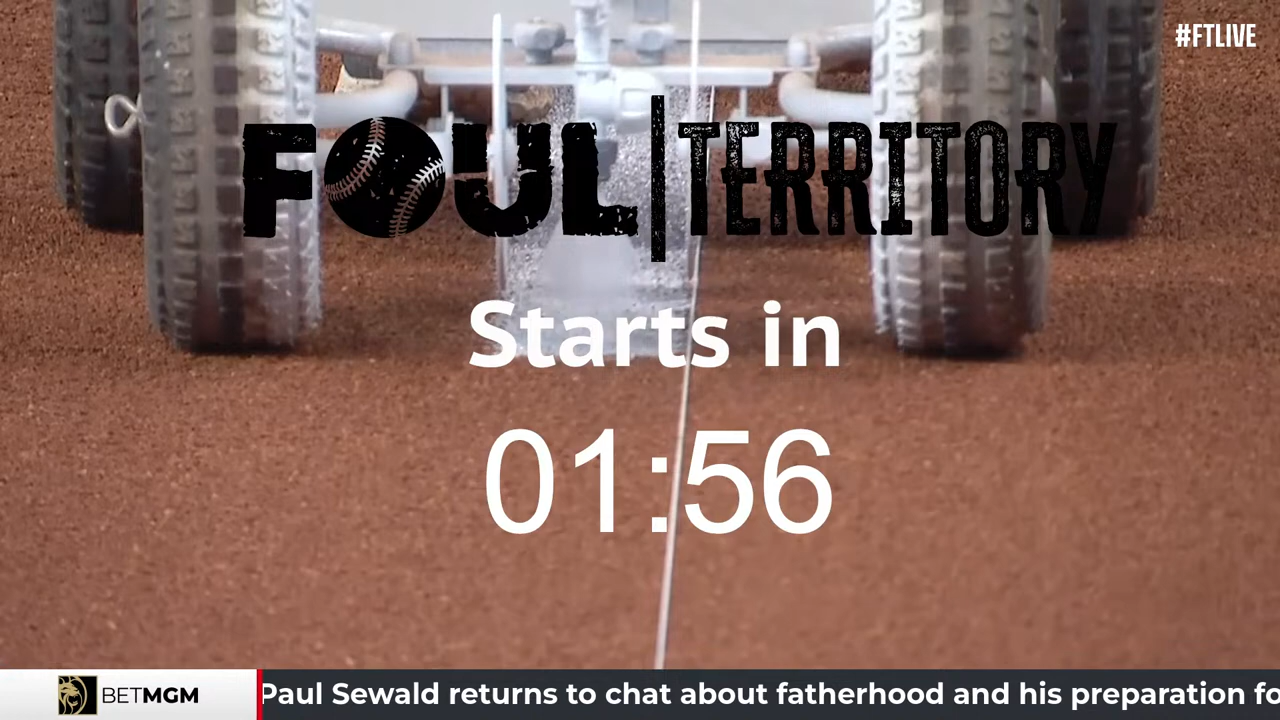 #FTLIVE
FOUL|TERRITORY
Starts in
01:56
BETMGM
Paul Sewald returns to chat about fatherhood and his preparation fo